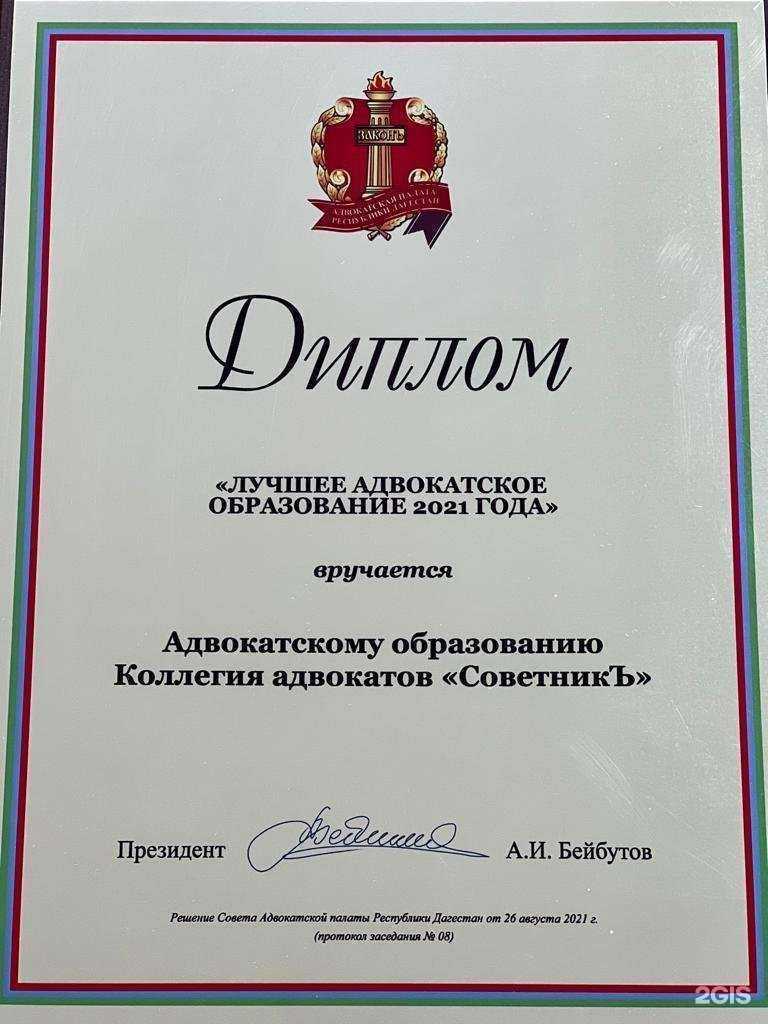 ЗАКОНЪ
АДВОКАТСКАЯ ПАЛАТА
РЕСПУБЛИКИ ДАГЕСТАН
Диплом
«ЛУЧШЕЕ АДВОКАТСКОЕ
ОБРАЗОВАНИЕ 2021 ГОДА»
вручается
Адвокатскому образованию
Коллегия адвокатов «СоветникЪ»
Президент А.И. Бейбутов
Решение Совета Адвокатской палаты Республики Дагестан от 26 августа 2021 г.
(протокол заседания № 08)
2GIS